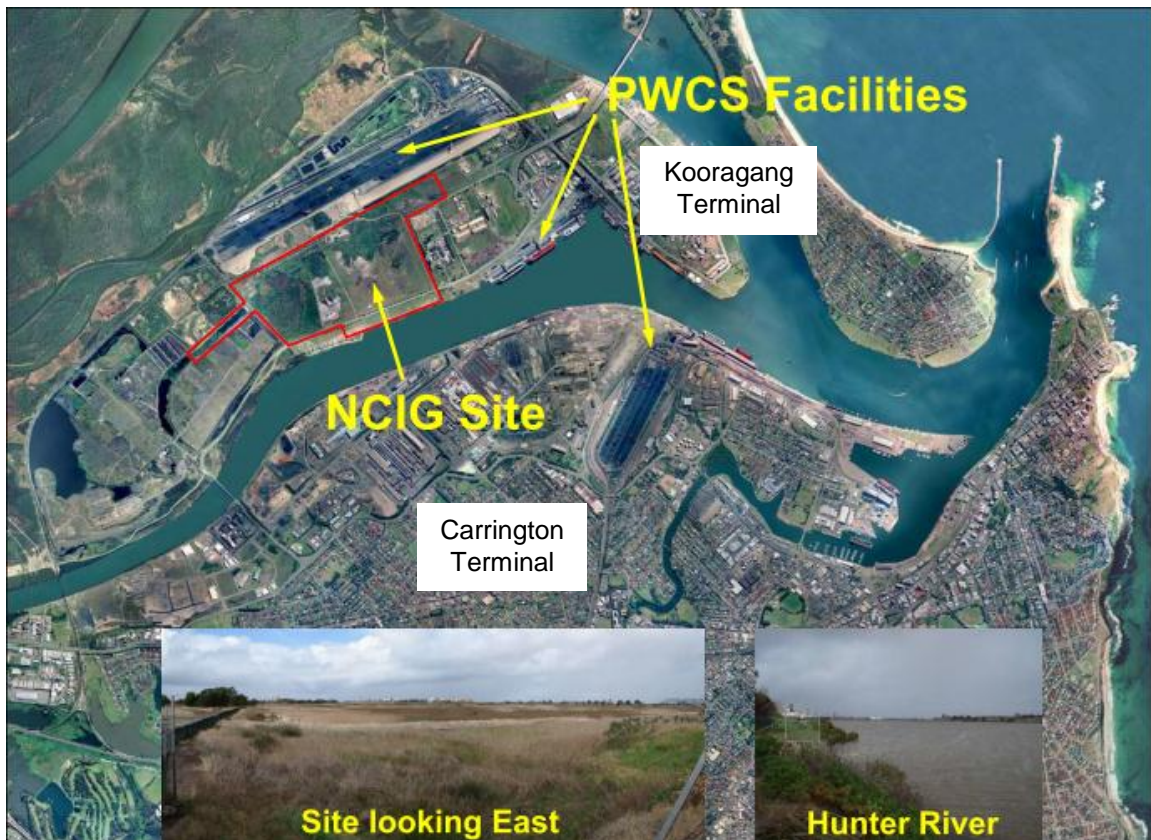 PWCS Facilities
Kooragang
Terminal
NCIG Site
Carrington
Terminal
Site looking East
Hunter River